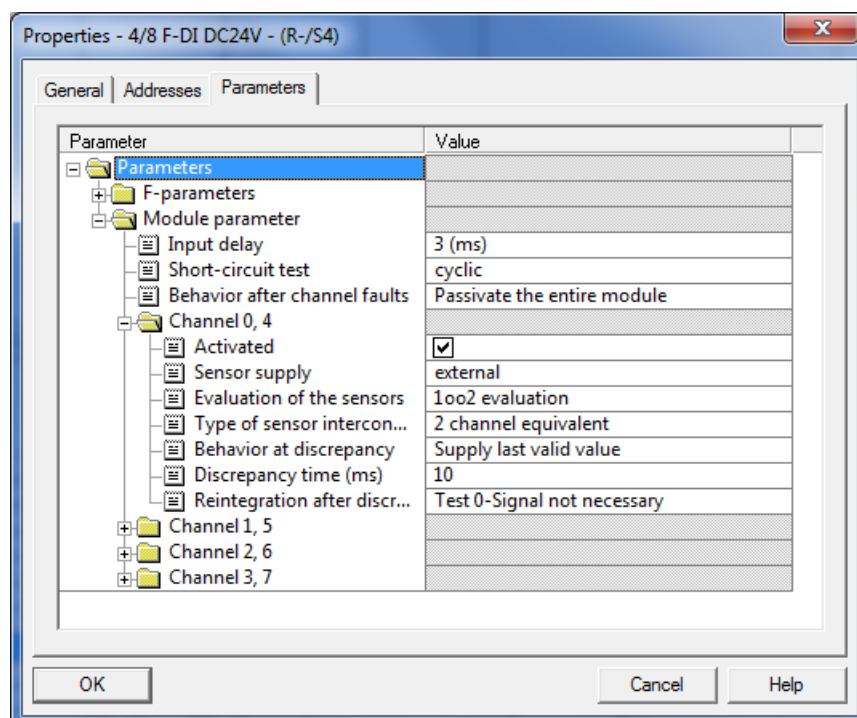 Properties - 4/8 F-DI DC24V - (R-/S4)
General Addresses Parameters
Parameter Value
Parameters
F-parameters
Module parameter
Input delay 3 (ms)
Short-circuit test cyclic
Behavior after channel faults Passivate the entire module
Channel 0, 4
Activated
Sensor supply external
Evaluation of the sensors 1oo2 evaluation
Type of sensor intercon... 2 channel equivalent
Behavior at discrepancy Supply last valid value
Discrepancy time (ms) 10
Reintegration after discr... Test 0-Signal not necessary
Channel 1, 5
Channel 2, 6
Channel 3, 7
OK Cancel Help